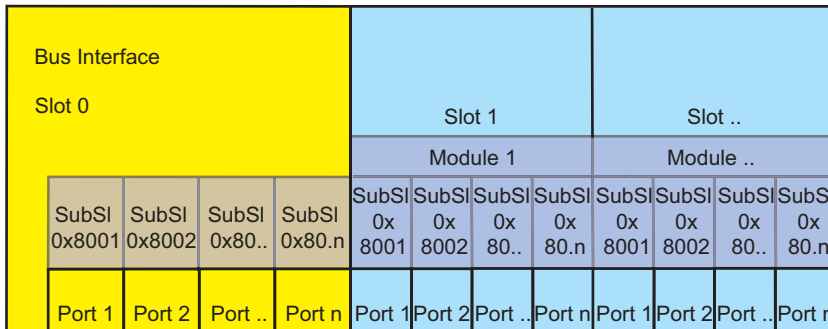 Bus Interface
Slot 0
Slot 1
Slot ..
Module 1
Module ..
SubSl
0x8001
SubSl
0x8002
SubSl
0x80..
SubSl
0x80.n
SubSl
0x
8001
SubSl
0x
8002
SubSl
0x
80..
SubSl
0x
80.n
SubSl
0x
8001
SubSl
0x
8002
SubSl
0x
80..
SubSl
0x
80.n
Port 1
Port 2
Port ..
Port n
Port 1
Port 2
Port ..
Port n
Port 1
Port 2
Port ..
Port n